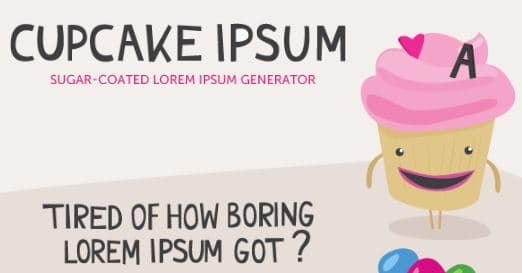 CUPCAKE IPSUM
SUGAR-COATED LOREM IPSUM GENERATOR
A
TIRED OF HOW BORING
LOREM IPSUM GOT ?